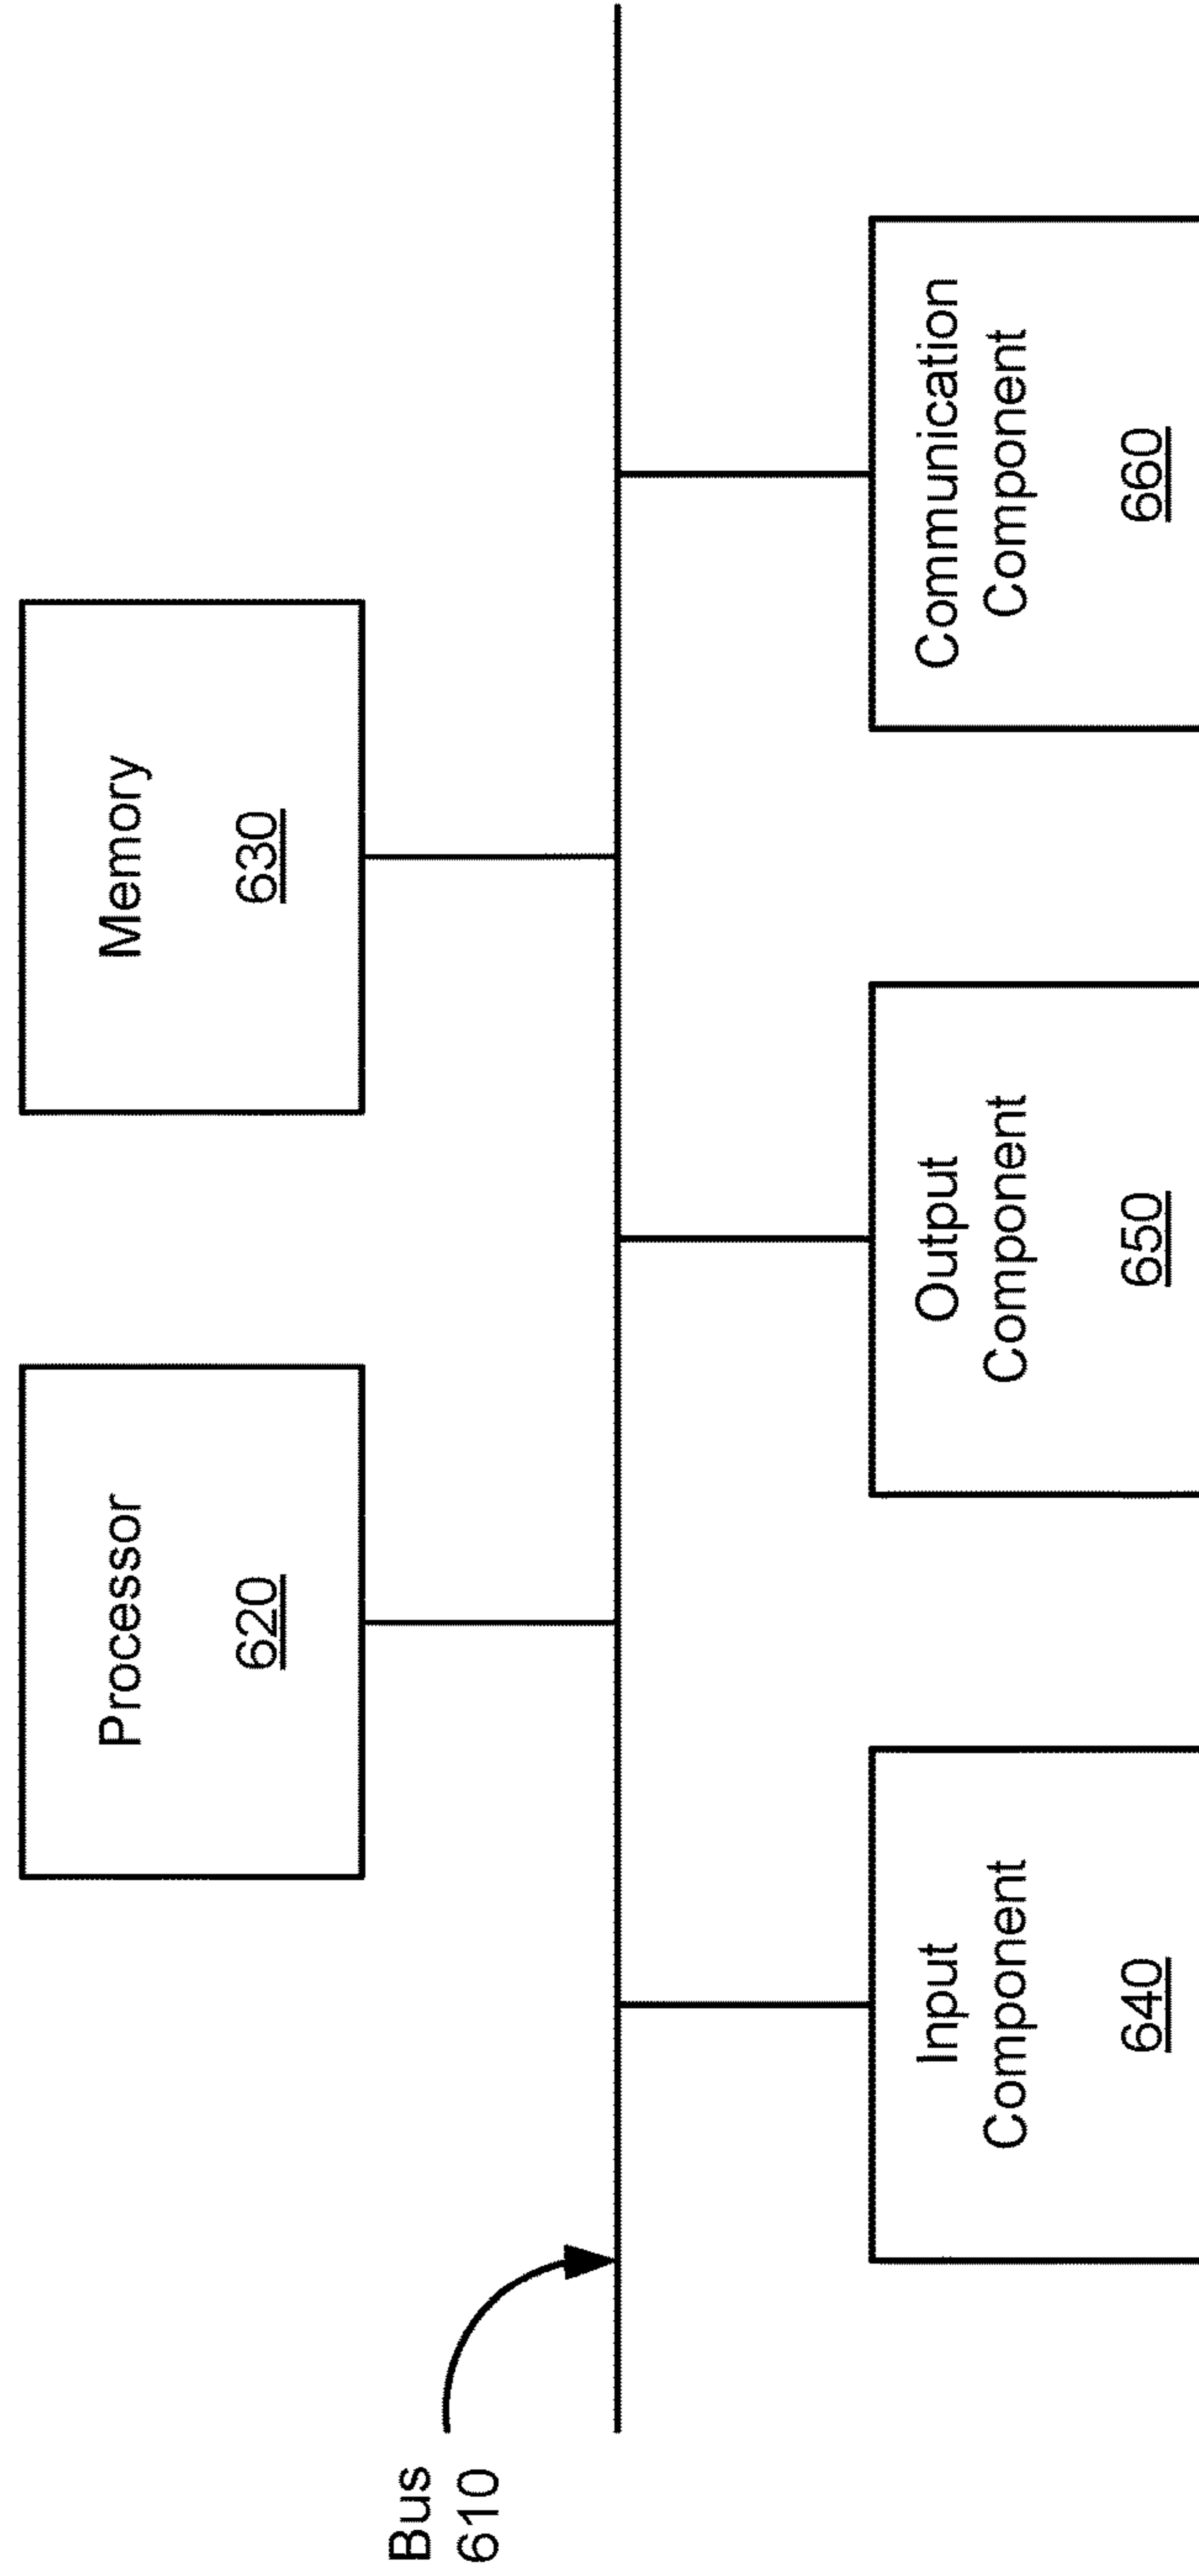 Processor
620
Memory
630
Bus
610
Input
Component
640
Output
Component
650
Communication
Component
660